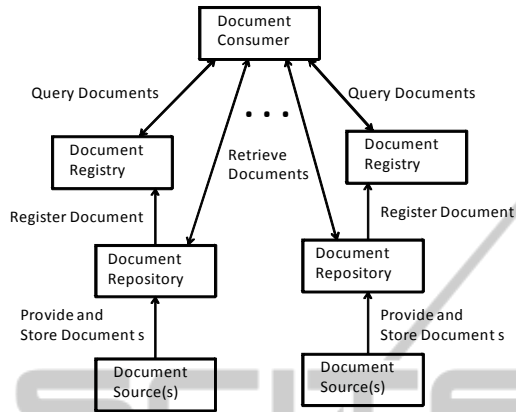 Document
Consumer
Query Documents
Query Documents
. . .
Document
Registry
Document
Registry
Retrieve
Documents
Register Document
Register Document
Document
Repository
Document
Repository
Provide and
Store Document s
Provide and
Store Document s
Document
Source(s)
Document
Source(s)